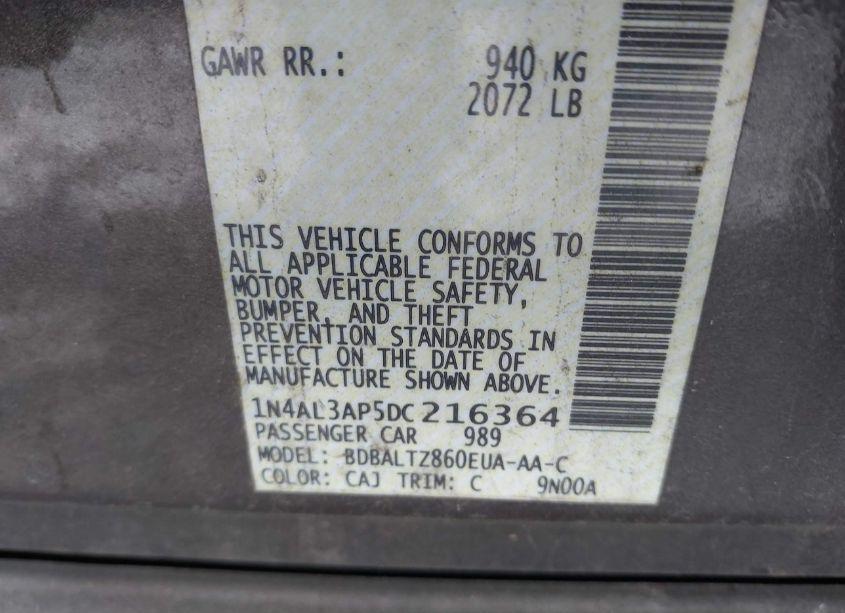 GAWR RR.: 940 KG
2072 LB
THIS VEHICLE CONFORMS TO
ALL APPLICABLE FEDERAL
MOTOR VEHICLE SAFETY,
BUMPER, AND THEFT
PREVENTION STANDARDS IN
EFFECT ON THE DATE OF
MANUFACTURE SHOWN ABOVE.
1N4AL3AP5DC216364
PASSENGER CAR 989
MODEL: BDBALTZ860EUA-AA-C
COLOR: CAJ TRIM: C 9N00A